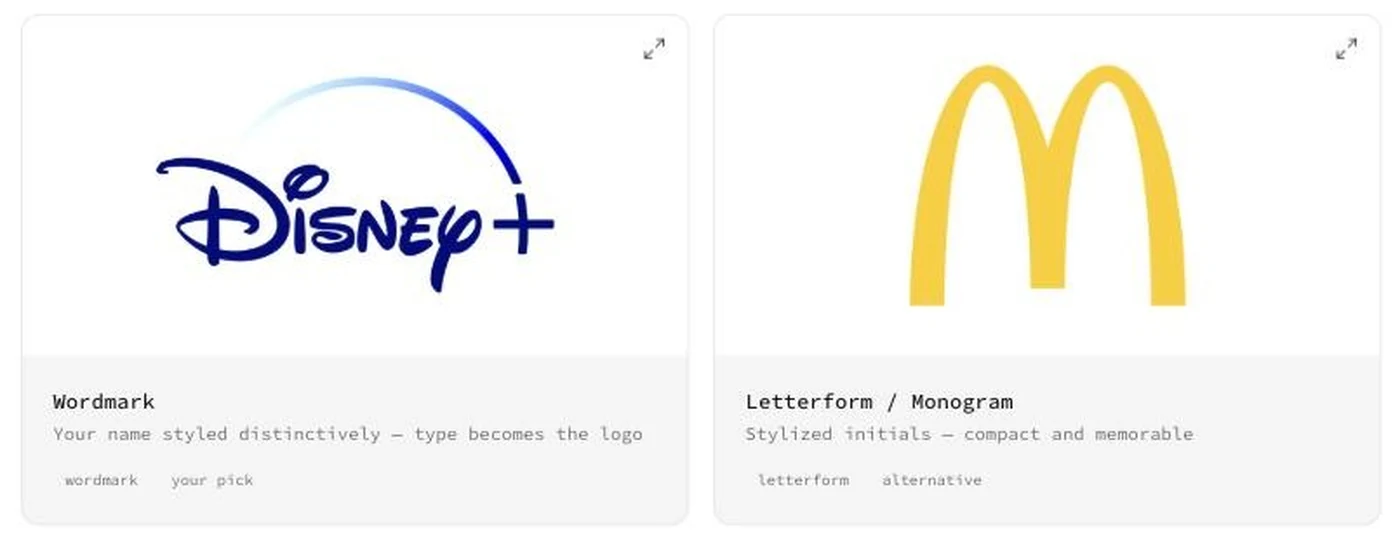 Disney+
M
Wordmark
Your name styled distinctively — type becomes the logo
wordmark your pick
Letterform / Monogram
Stylized initials — compact and memorable
letterform alternative